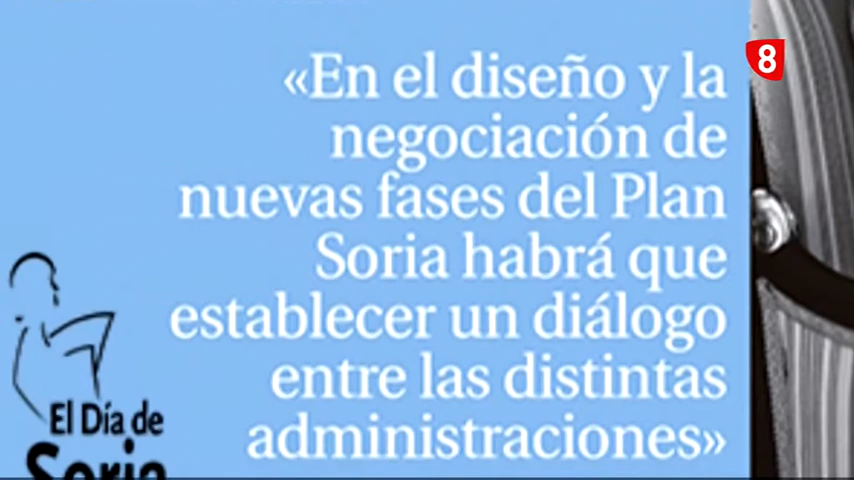 8
«En el diseño y la
negociación de
nuevas fases del Plan
Soria habrá que
establecer un diálogo
entre las distintas
administraciones»
El Día de
Soria